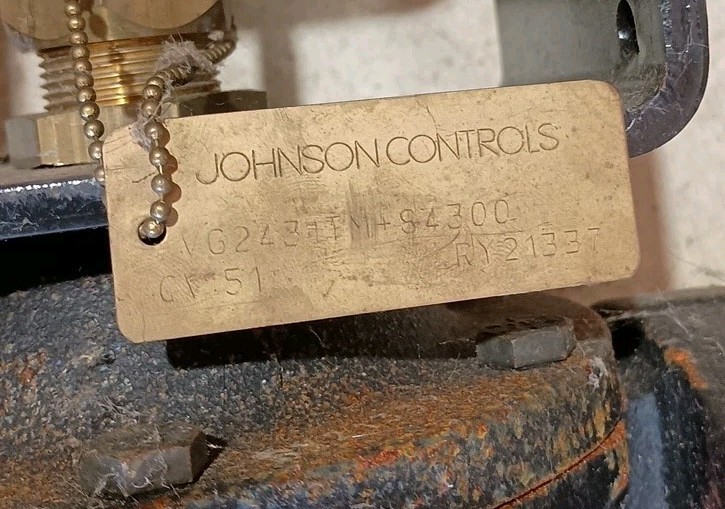 JOHNSON CONTROLS
VG2431TM+84300
CV 51 RY21337